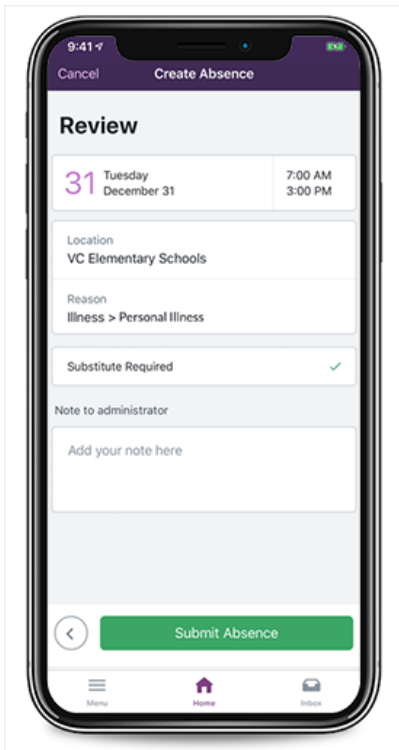 9:41
Cancel Create Absence
Review
31 Tuesday 7:00 AM
December 31 3:00 PM
Location
VC Elementary Schools
Reason
Illness > Personal Illness
Substitute Required
Note to administrator
Add your note here
Submit Absence
Menu Home Inbox